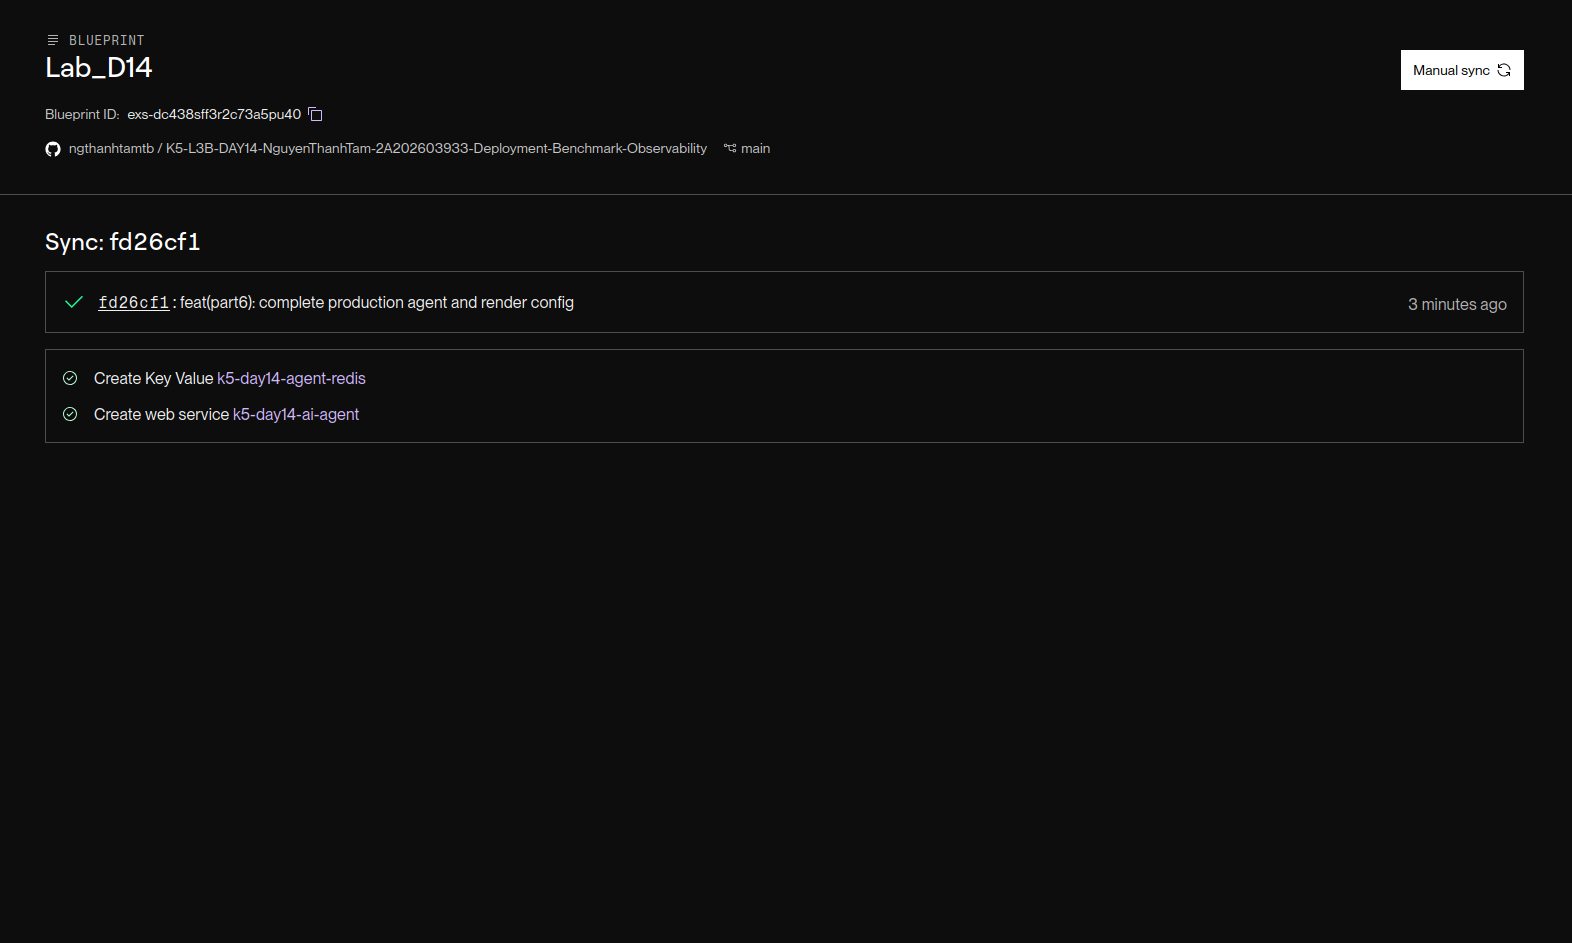 BLUEPRINT
Lab_D14
Manual sync
Blueprint ID: exs-dc438sff3r2c73a5pu40
ngthanhtamtb / K5-L3B-DAY14-NguyenThanhTam-2A202603933-Deployment-Benchmark-Observability main
Sync: fd26cf1
fd26cf1: feat(part6): complete production agent and render config 3 minutes ago
Create Key Value k5-day14-agent-redis
Create web service k5-day14-ai-agent